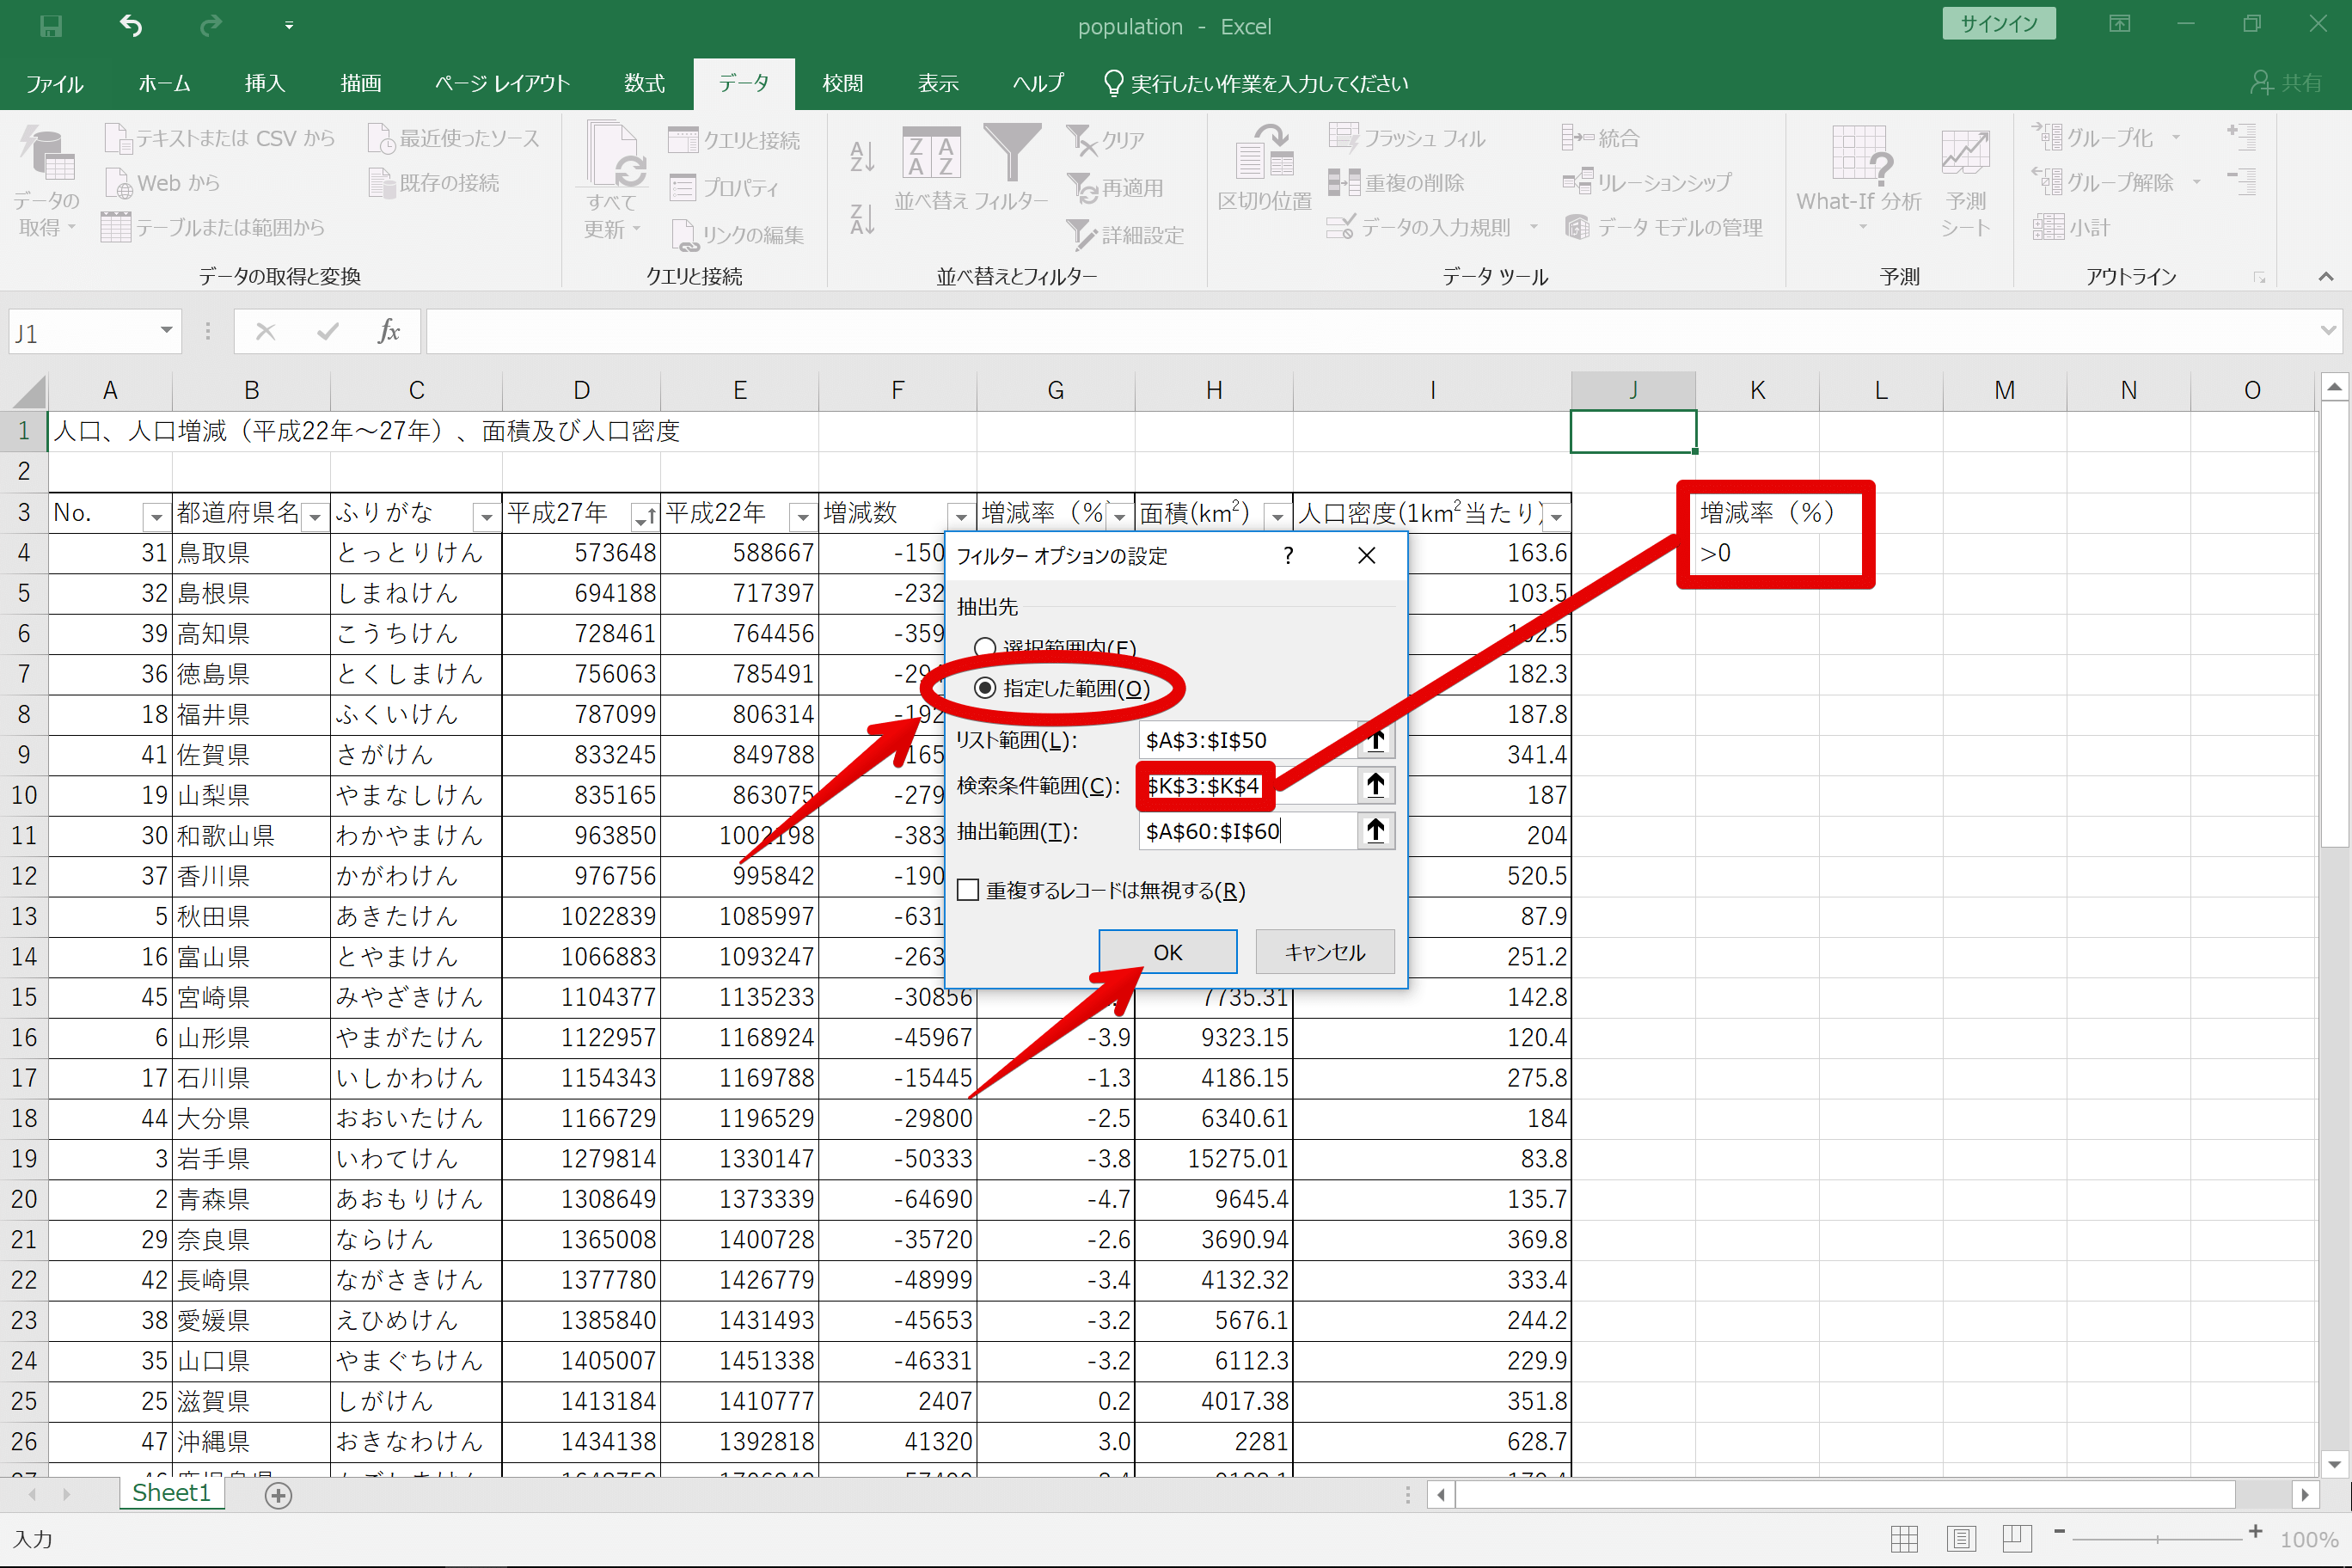 population - Excel
サインイン
ファイル ホーム 挿入 描画 ページ レイアウト 数式 データ 校閲 表示 ヘルプ 実行したい作業を入力してください 共有
データの取得
テキストまたは CSV から
Web から
テーブルまたは範囲から
最近使ったソース
既存の接続
データの取得と変換
すべて更新
クエリと接続
プロパティ
リンクの編集
クエリと接続
並べ替え フィルター
クリア
再適用
詳細設定
並べ替えとフィルター
区切り位置
フラッシュ フィル
重複の削除
データの入力規則
統合
リレーションシップ
データ モデルの管理
データ ツール
What-If 分析
予測シート
予測
グループ化
グループ解除
小計
アウトライン
J1 fx
A B C D E F G H I J K L M N O
1 人口、人口増減（平成22年～27年）、面積及び人口密度
2
3 No. 都道府県名 ふりがな 平成27年 平成22年 増減数 増減率（% 面積(km2) 人口密度(1km2当たり) 増減率（%）
4 31 鳥取県 とっとりけん 573648 588667 -150 163.6 >0
5 32 島根県 しまねけん 694188 717397 -232 103.5
6 39 高知県 こうちけん 728461 764456 -359
7 36 徳島県 とくしまけん 756063 785491 182.3
8 18 福井県 ふくいけん 787099 806314 -192 187.8
9 41 佐賀県 さがけん 833245 849788 341.4
10 19 山梨県 やまなしけん 835165 863075 -279 187
11 30 和歌山県 わかやまけん 963850 1002198 -383 204
12 37 香川県 かがわけん 976756 995842 -190 520.5
13 5 秋田県 あきたけん 1022839 1085997 -631 87.9
14 16 富山県 とやまけん 1066883 1093247 -263 251.2
15 45 宮崎県 みやざきけん 1104377 1135233 -30856 7735.31 142.8
16 6 山形県 やまがたけん 1122957 1168924 -45967 -3.9 9323.15 120.4
17 17 石川県 いしかわけん 1154343 1169788 -15445 -1.3 4186.15 275.8
18 44 大分県 おおいたけん 1166729 1196529 -29800 -2.5 6340.61 184
19 3 岩手県 いわてけん 1279814 1330147 -50333 -3.8 15275.01 83.8
20 2 青森県 あおもりけん 1308649 1373339 -64690 -4.7 9645.4 135.7
21 29 奈良県 ならけん 1365008 1400728 -35720 -2.6 3690.94 369.8
22 42 長崎県 ながさきけん 1377780 1426779 -48999 -3.4 4132.32 333.4
23 38 愛媛県 えひめけん 1385840 1431493 -45653 -3.2 5676.1 244.2
24 35 山口県 やまぐちけん 1405007 1451338 -46331 -3.2 6112.3 229.9
25 25 滋賀県 しがけん 1413184 1410777 2407 0.2 4017.38 351.8
26 47 沖縄県 おきなわけん 1434138 1392818 41320 3.0 2281 628.7
フィルター オプションの設定 ?
抽出先
選択範囲内(F)
指定した範囲(O)
リスト範囲(L): $A$3:$I$50
検索条件範囲(C): $K$3:$K$4
抽出範囲(T): $A$60:$I$60
重複するレコードは無視する(R)
OK キャンセル
Sheet1
入力 100%